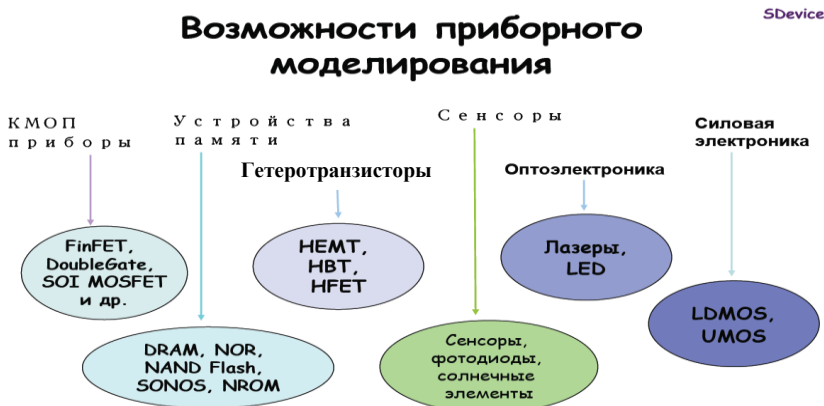 SDevice
Возможности приборного
моделирования
КМОП
приборы
Устройства
памяти
Гетеротранзисторы
Сенсоры
Оптоэлектроника
Силовая
электроника
FinFET,
DoubleGate,
SOI MOSFET
и др.
DRAM, NOR,
NAND Flash,
SONOS, NROM
HEMT,
HBT,
HFET
Сенсоры,
фотодиоды,
солнечные
элементы
Лазеры,
LED
LDMOS,
UMOS